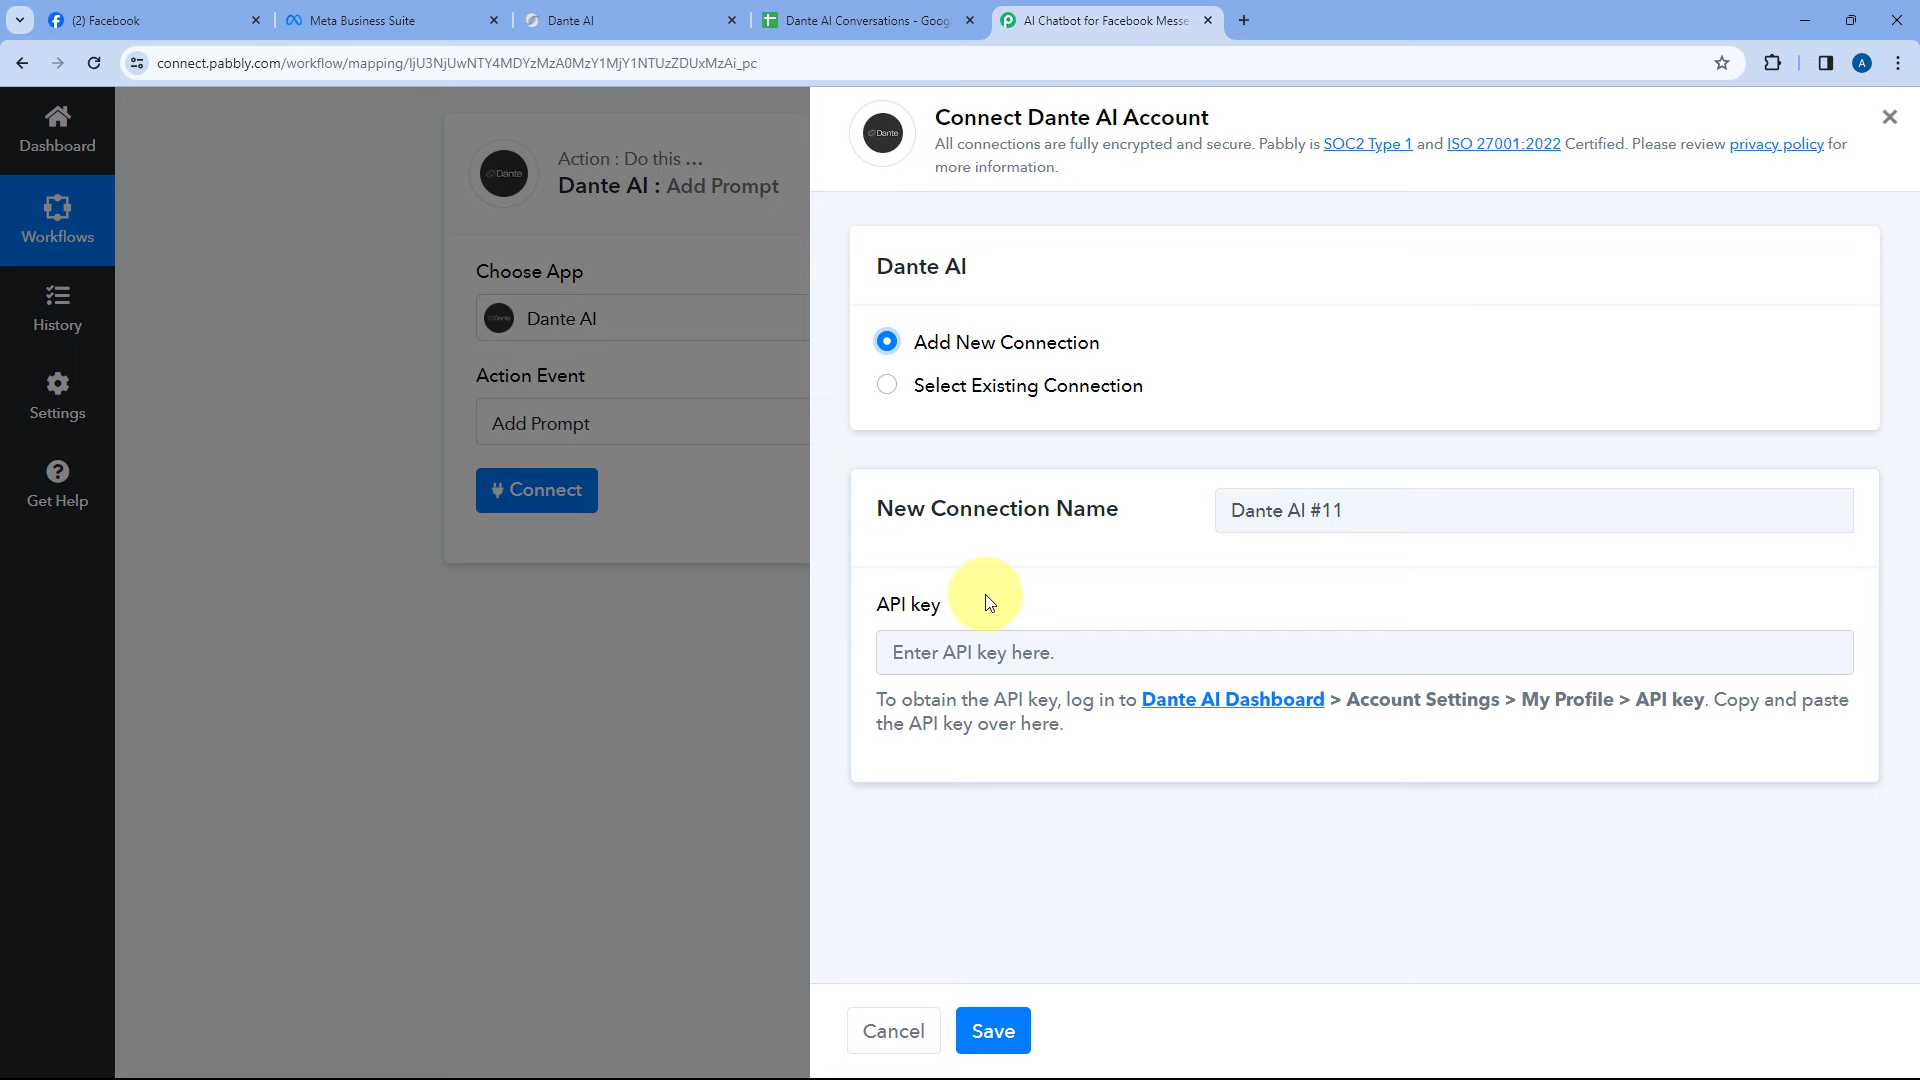 (2) Facebook
Meta Business Suite
Dante AI
Dante AI Conversations - Goog
AI Chatbot for Facebook Messe
connect.pabbly.com/workflow/mapping/IjU3NjUwNTY4MDYzMzA0MzY1MjY1NTUzZDUxMzAi_pc
A
Dashboard
Workflows
History
Settings
Get Help
Dante
Action : Do this ...
Dante AI : Add Prompt
Choose App
Dante AI
Action Event
Add Prompt
Connect
Dante
Connect Dante AI Account
All connections are fully encrypted and secure. Pabbly is SOC2 Type 1 and ISO 27001:2022 Certified. Please review privacy policy for
more information.
Dante AI
Add New Connection
Select Existing Connection
New Connection Name
Dante AI #11
API key
Enter API key here.
To obtain the API key, log in to Dante AI Dashboard > Account Settings > My Profile > API key. Copy and paste
the API key over here.
Cancel
Save